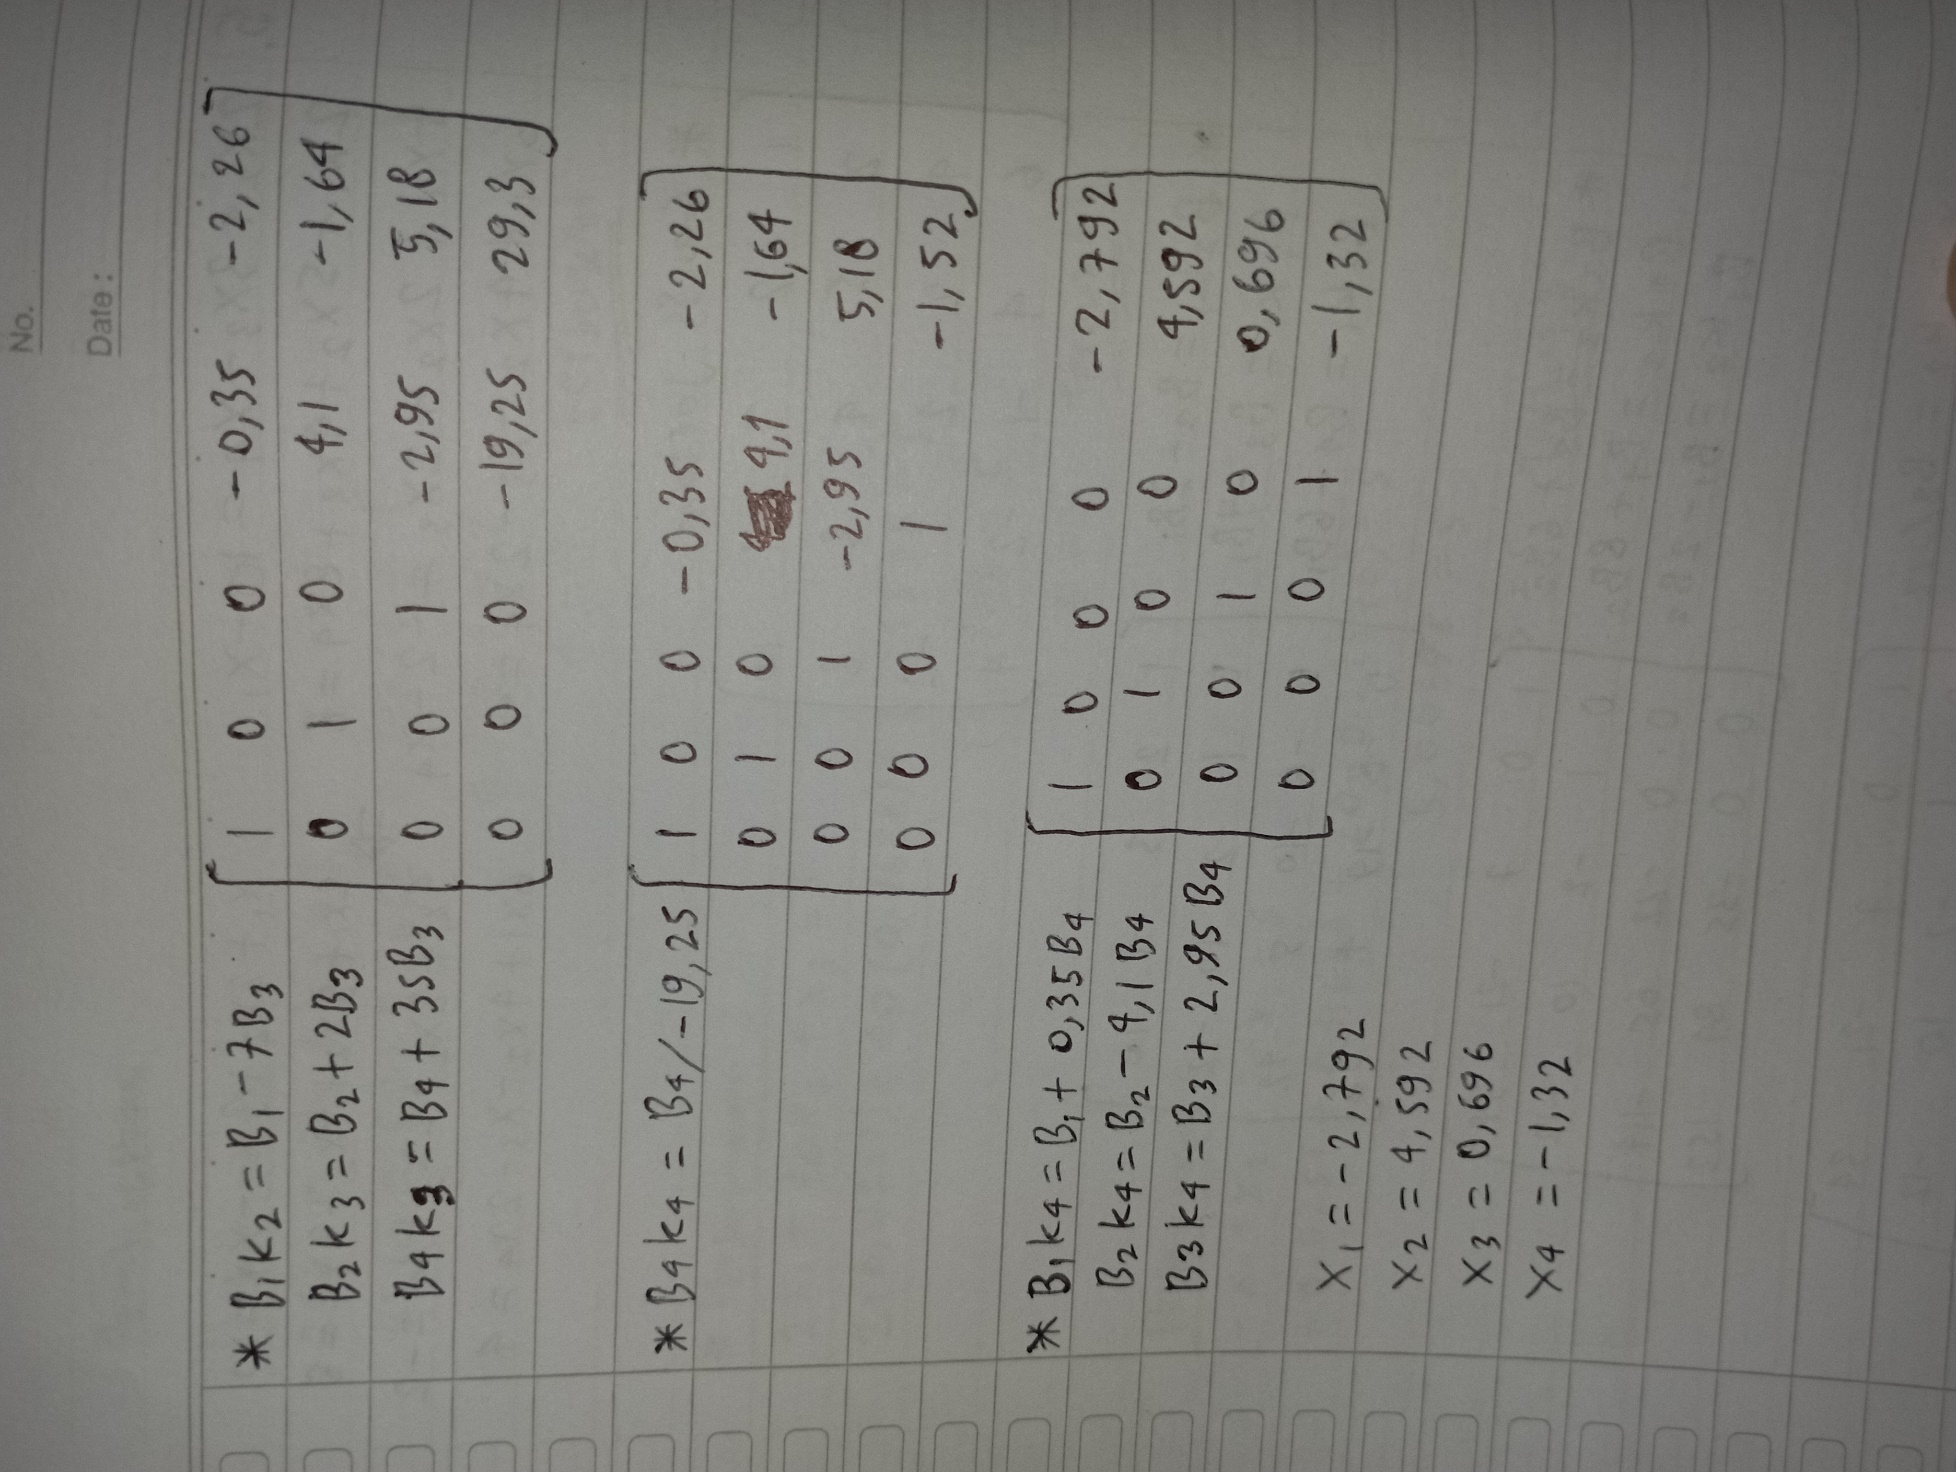 No.
Date:
* B1k2 = B1 - 7B3 [ 1 0 0 -0,35 -2,26 ]
B2k3 = B2 + 2B3 0 1 0 4,1 -1,64
B4k3 = B4 + 35B3 0 0 1 -2,95 5,18
0 0 0 -19,25 29,3
* B4k4 = B4/-19,25 [ 1 0 0 -0,35 -2,26 ]
0 1 0 4,1 -1,64
0 0 1 -2,95 5,18
0 0 0 1 -1,52
* B1k4 = B1 + 0,35B4 [ 1 0 0 0 -2,792 ]
B2k4 = B2 - 4,1B4 0 1 0 0 4,592
B3k4 = B3 + 2,95B4 0 0 1 0 0,696
0 0 0 1 -1,32
X1 = -2,792
X2 = 4,592
X3 = 0,696
X4 = -1,32